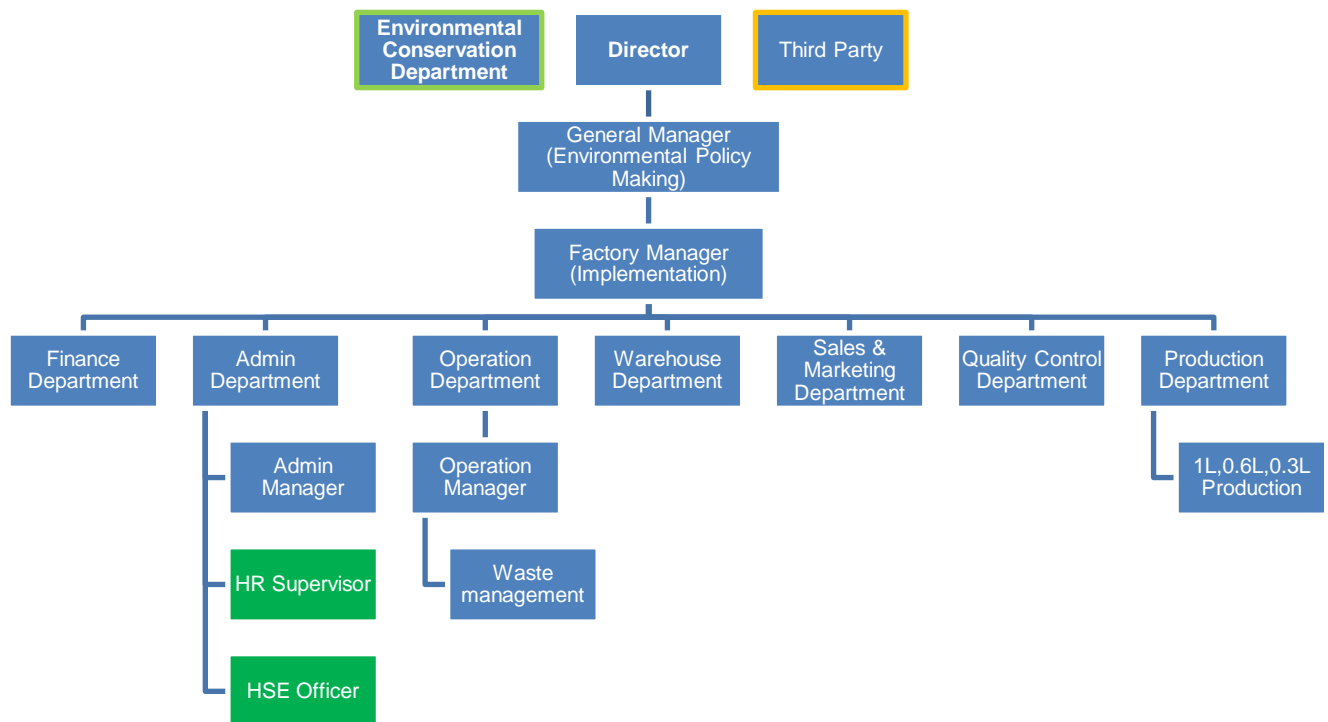 Environmental
Conservation
Department
Director
Third Party
General Manager
(Environmental Policy
Making)
Factory Manager
(Implementation)
Finance
Department
Admin
Department
Operation
Department
Warehouse
Department
Sales &
Marketing
Department
Quality Control
Department
Production
Department
Admin
Manager
Operation
Manager
1L,0.6L,0.3L
Production
HR Supervisor
Waste
management
HSE Officer